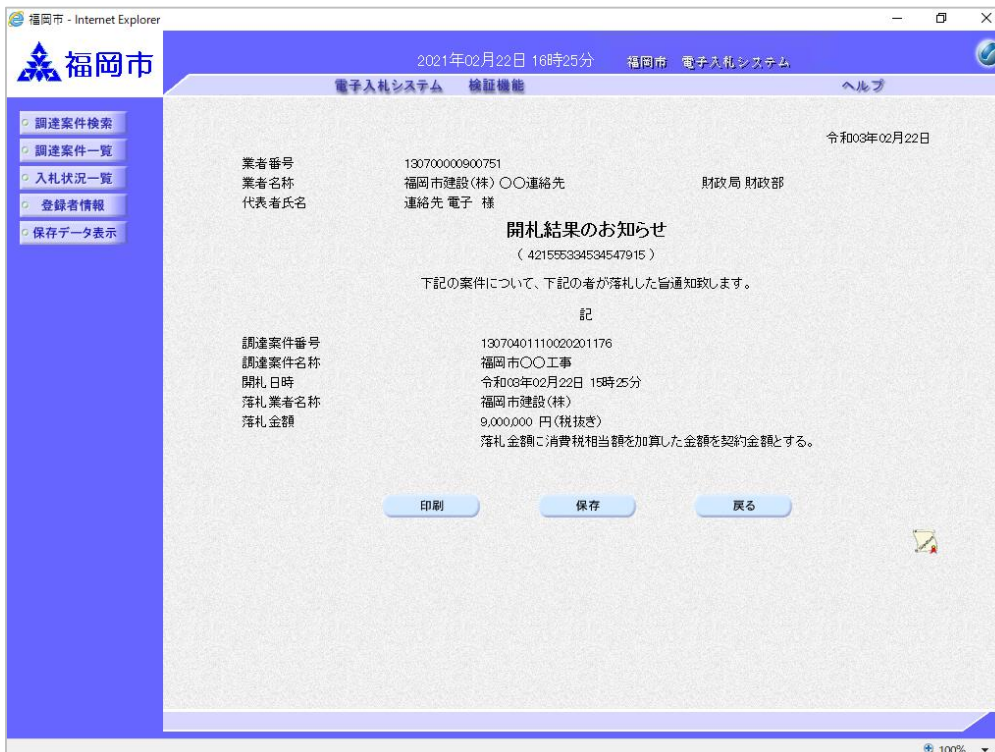 福岡市 - Internet Explorer
福岡市
2021年02月22日 16時25分 福岡市 電子入札システム
電子入札システム 検証機能 ヘルプ
調達案件検索
調達案件一覧
入札状況一覧
登録者情報
保存データ表示
令和03年02月22日
業者番号 130700000900751
業者名称 福岡市建設(株) 〇〇連絡先 財政局 財政部
代表者氏名 連絡先 電子 様
開札結果のお知らせ
( 421555334534547915 )
下記の案件について、下記の者が落札した旨通知致します。
記
調達案件番号 13070401110020201176
調達案件名称 福岡市〇〇工事
開札日時 令和03年02月22日 15時25分
落札業者名称 福岡市建設(株)
落札金額 9,000,000 円(税抜き)
落札金額に消費税相当額を加算した金額を契約金額とする。
印刷 保存 戻る
100%